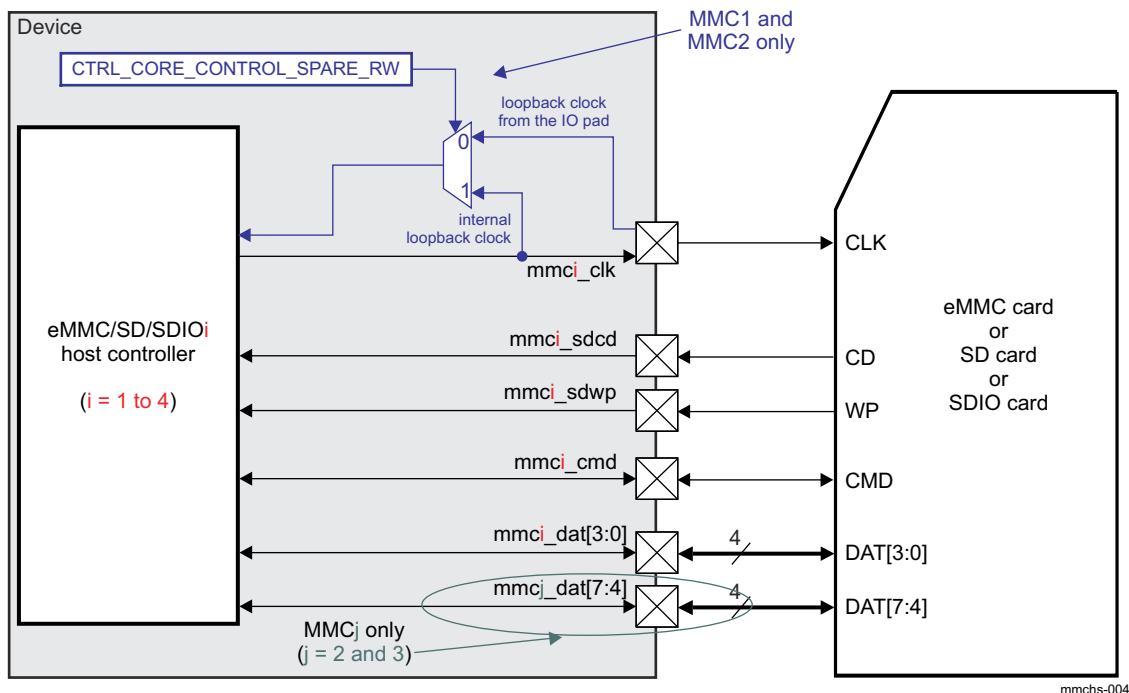 Device
MMC1 and
MMC2 only
CTRL_CORE_CONTROL_SPARE_RW
loopback clock
from the IO pad
0
1
internal
loopback clock
mmci_clk
CLK
eMMC/SD/SDIOi
host controller
(i = 1 to 4)
eMMC card
or
SD card
or
SDIO card
mmci_sdcd
CD
mmci_sdwp
WP
mmci_cmd
CMD
mmci_dat[3:0]
4
DAT[3:0]
mmcj_dat[7:4]
4
DAT[7:4]
MMCj only
(j = 2 and 3)
mmchs-004